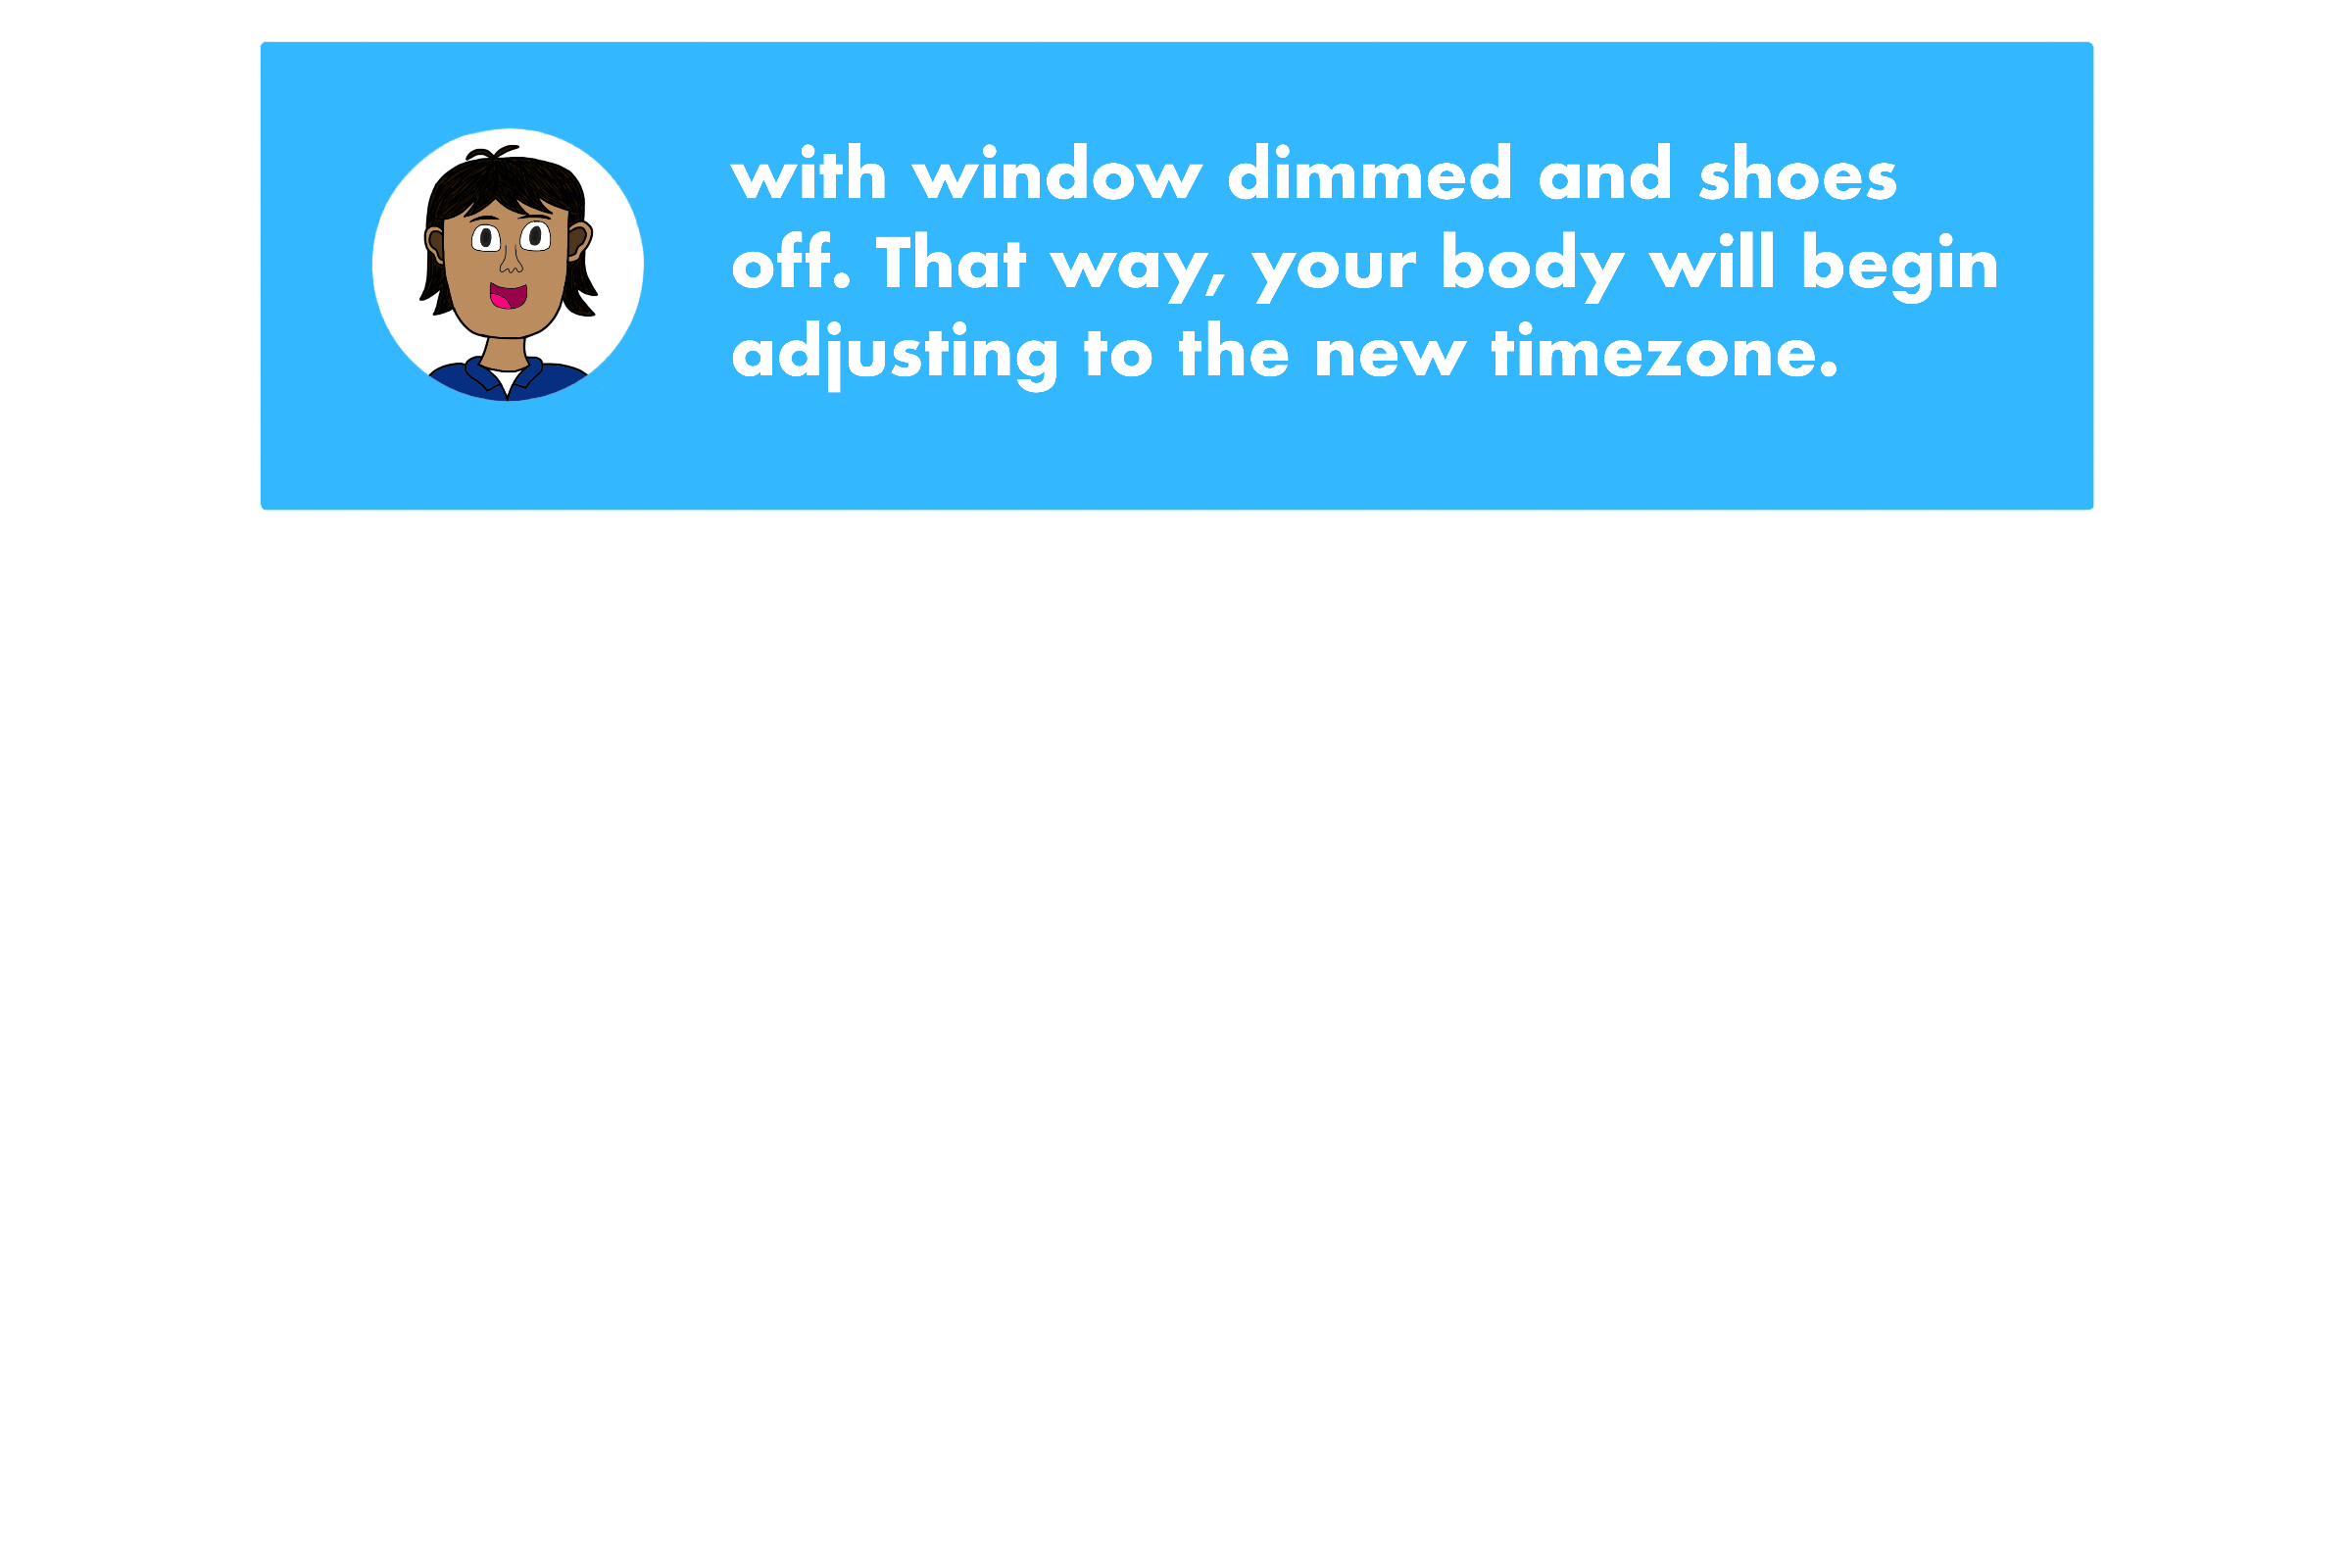 with window dimmed and shoes
off. That way, your body will begin
adjusting to the new timezone.